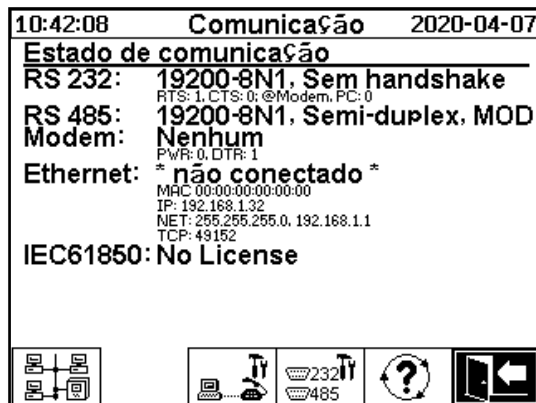 10:42:08 Comunicação 2020-04-07
Estado de comunicação
RS 232: 19200-8N1, Sem handshake
RTS: 1, CTS: 0; @Modem, PC: 0
RS 485: 19200-8N1, Semi-duplex, MOD
Modem: Nenhum
PWR: 0, DTR: 1
Ethernet: * não conectado *
MAC 00:00:00:00:00:00
IP: 192.168.1.32
NET: 255.255.255.0, 192.168.1.1
TCP: 49152
IEC61850: No License
232
485
?